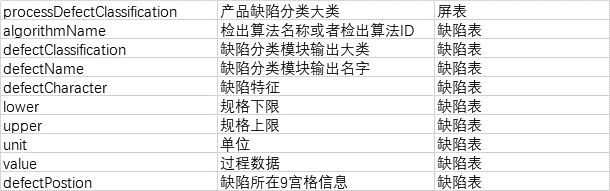 processDefectClassification 产品缺陷分类大类 屏表
algorithmName 检出算法名称或者检出算法ID 缺陷表
defectClassification 缺陷分类模块输出大类 缺陷表
defectName 缺陷分类模块输出名字 缺陷表
defectCharacter 缺陷特征 缺陷表
lower 规格下限 缺陷表
upper 规格上限 缺陷表
unit 单位 缺陷表
value 过程数据 缺陷表
defectPostion 缺陷所在9宫格信息 缺陷表